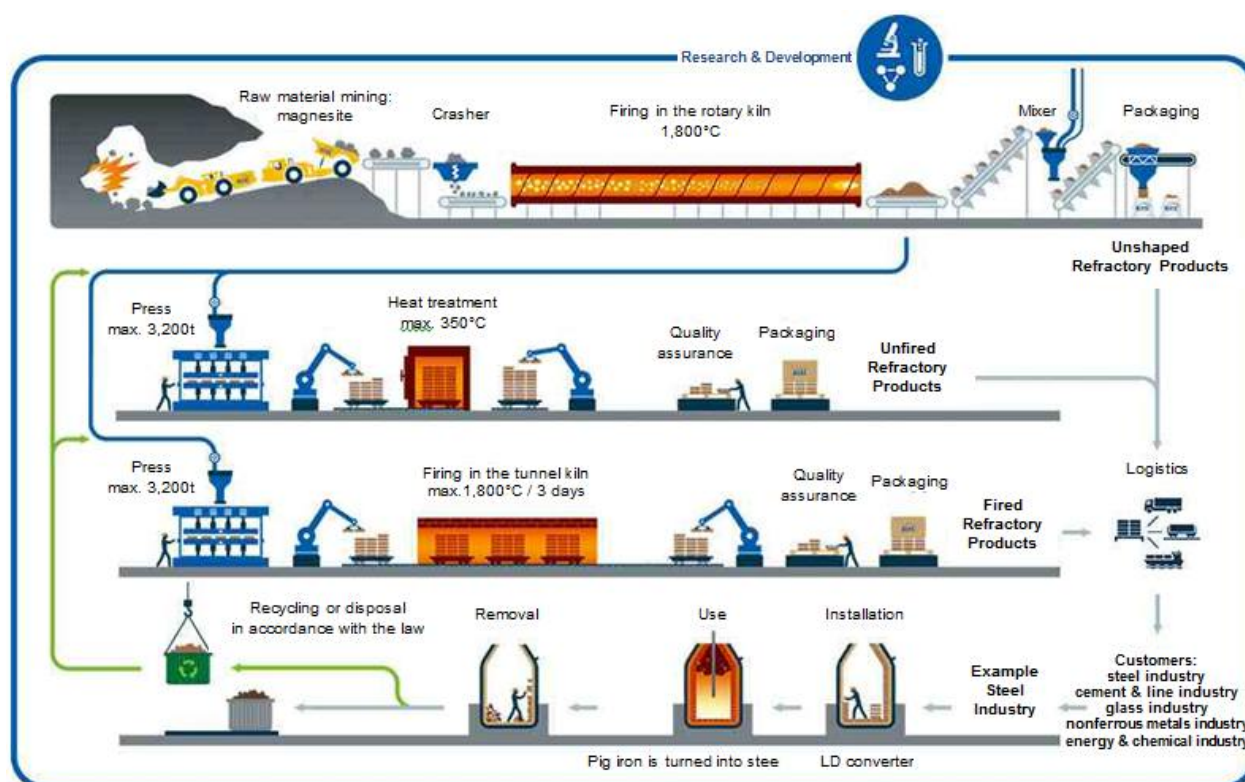 Research & Development
Raw material mining:
magnesite
Crasher
Firing in the rotary kiln
1,800°C
Mixer
Packaging
Unshaped
Refractory Products
Press
max. 3,200t
Heat treatment
max. 350°C
Quality
assurance
Packaging
Unfired
Refractory
Products
Press
max. 3,200t
Firing in the tunnel kiln
max.1,800°C / 3 days
Quality
assurance
Packaging
Fired
Refractory
Products
Logistics
Recycling or disposal
in accordance with the law
Removal
Use
Installation
Example
Steel
Industry
Customers:
steel industry
cement & line industry
glass industry
nonferrous metals industry
energy & chemical industry
Pig iron is turned into stee
LD converter